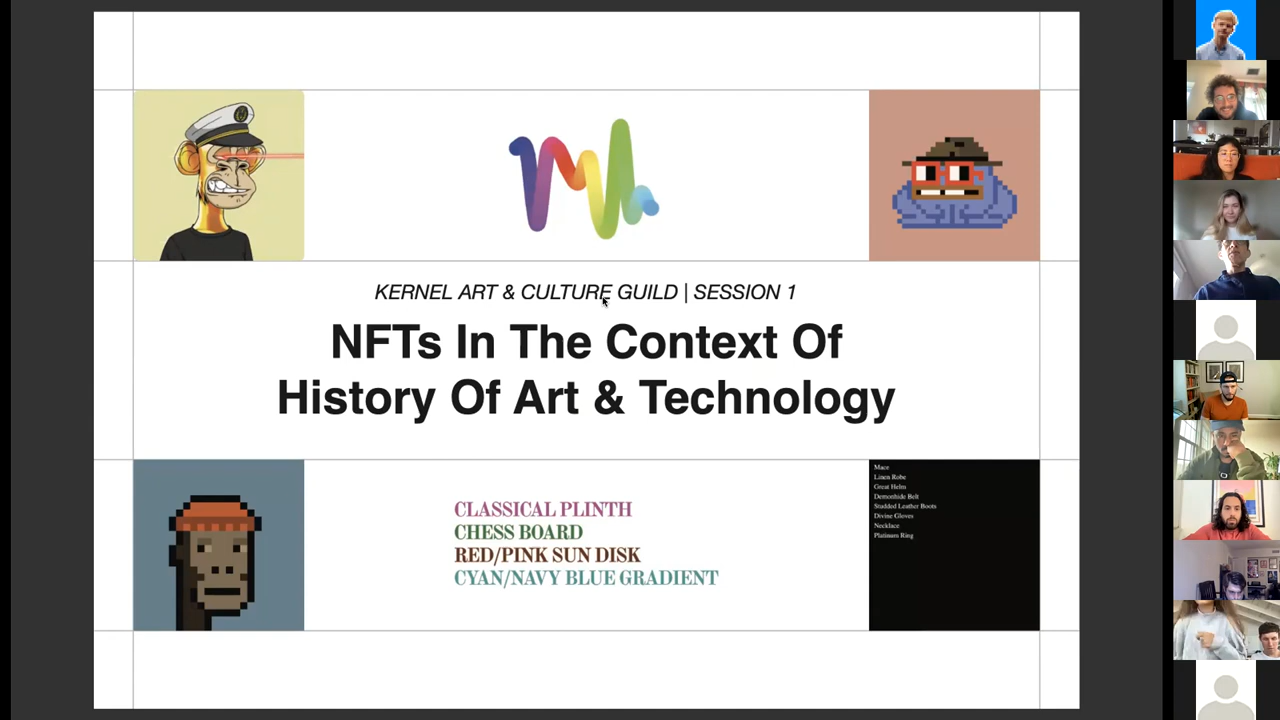 KERNEL ART & CULTURE GUILD | SESSION 1
NFTs In The Context Of
History Of Art & Technology
CLASSICAL PLINTH
CHESS BOARD
RED/PINK SUN DISK
CYAN/NAVY BLUE GRADIENT
Mace
Linen Robe
Great Helm
Demonhide Belt
Studded Leather Boots
Divine Gloves
Necklace
Platinum Ring